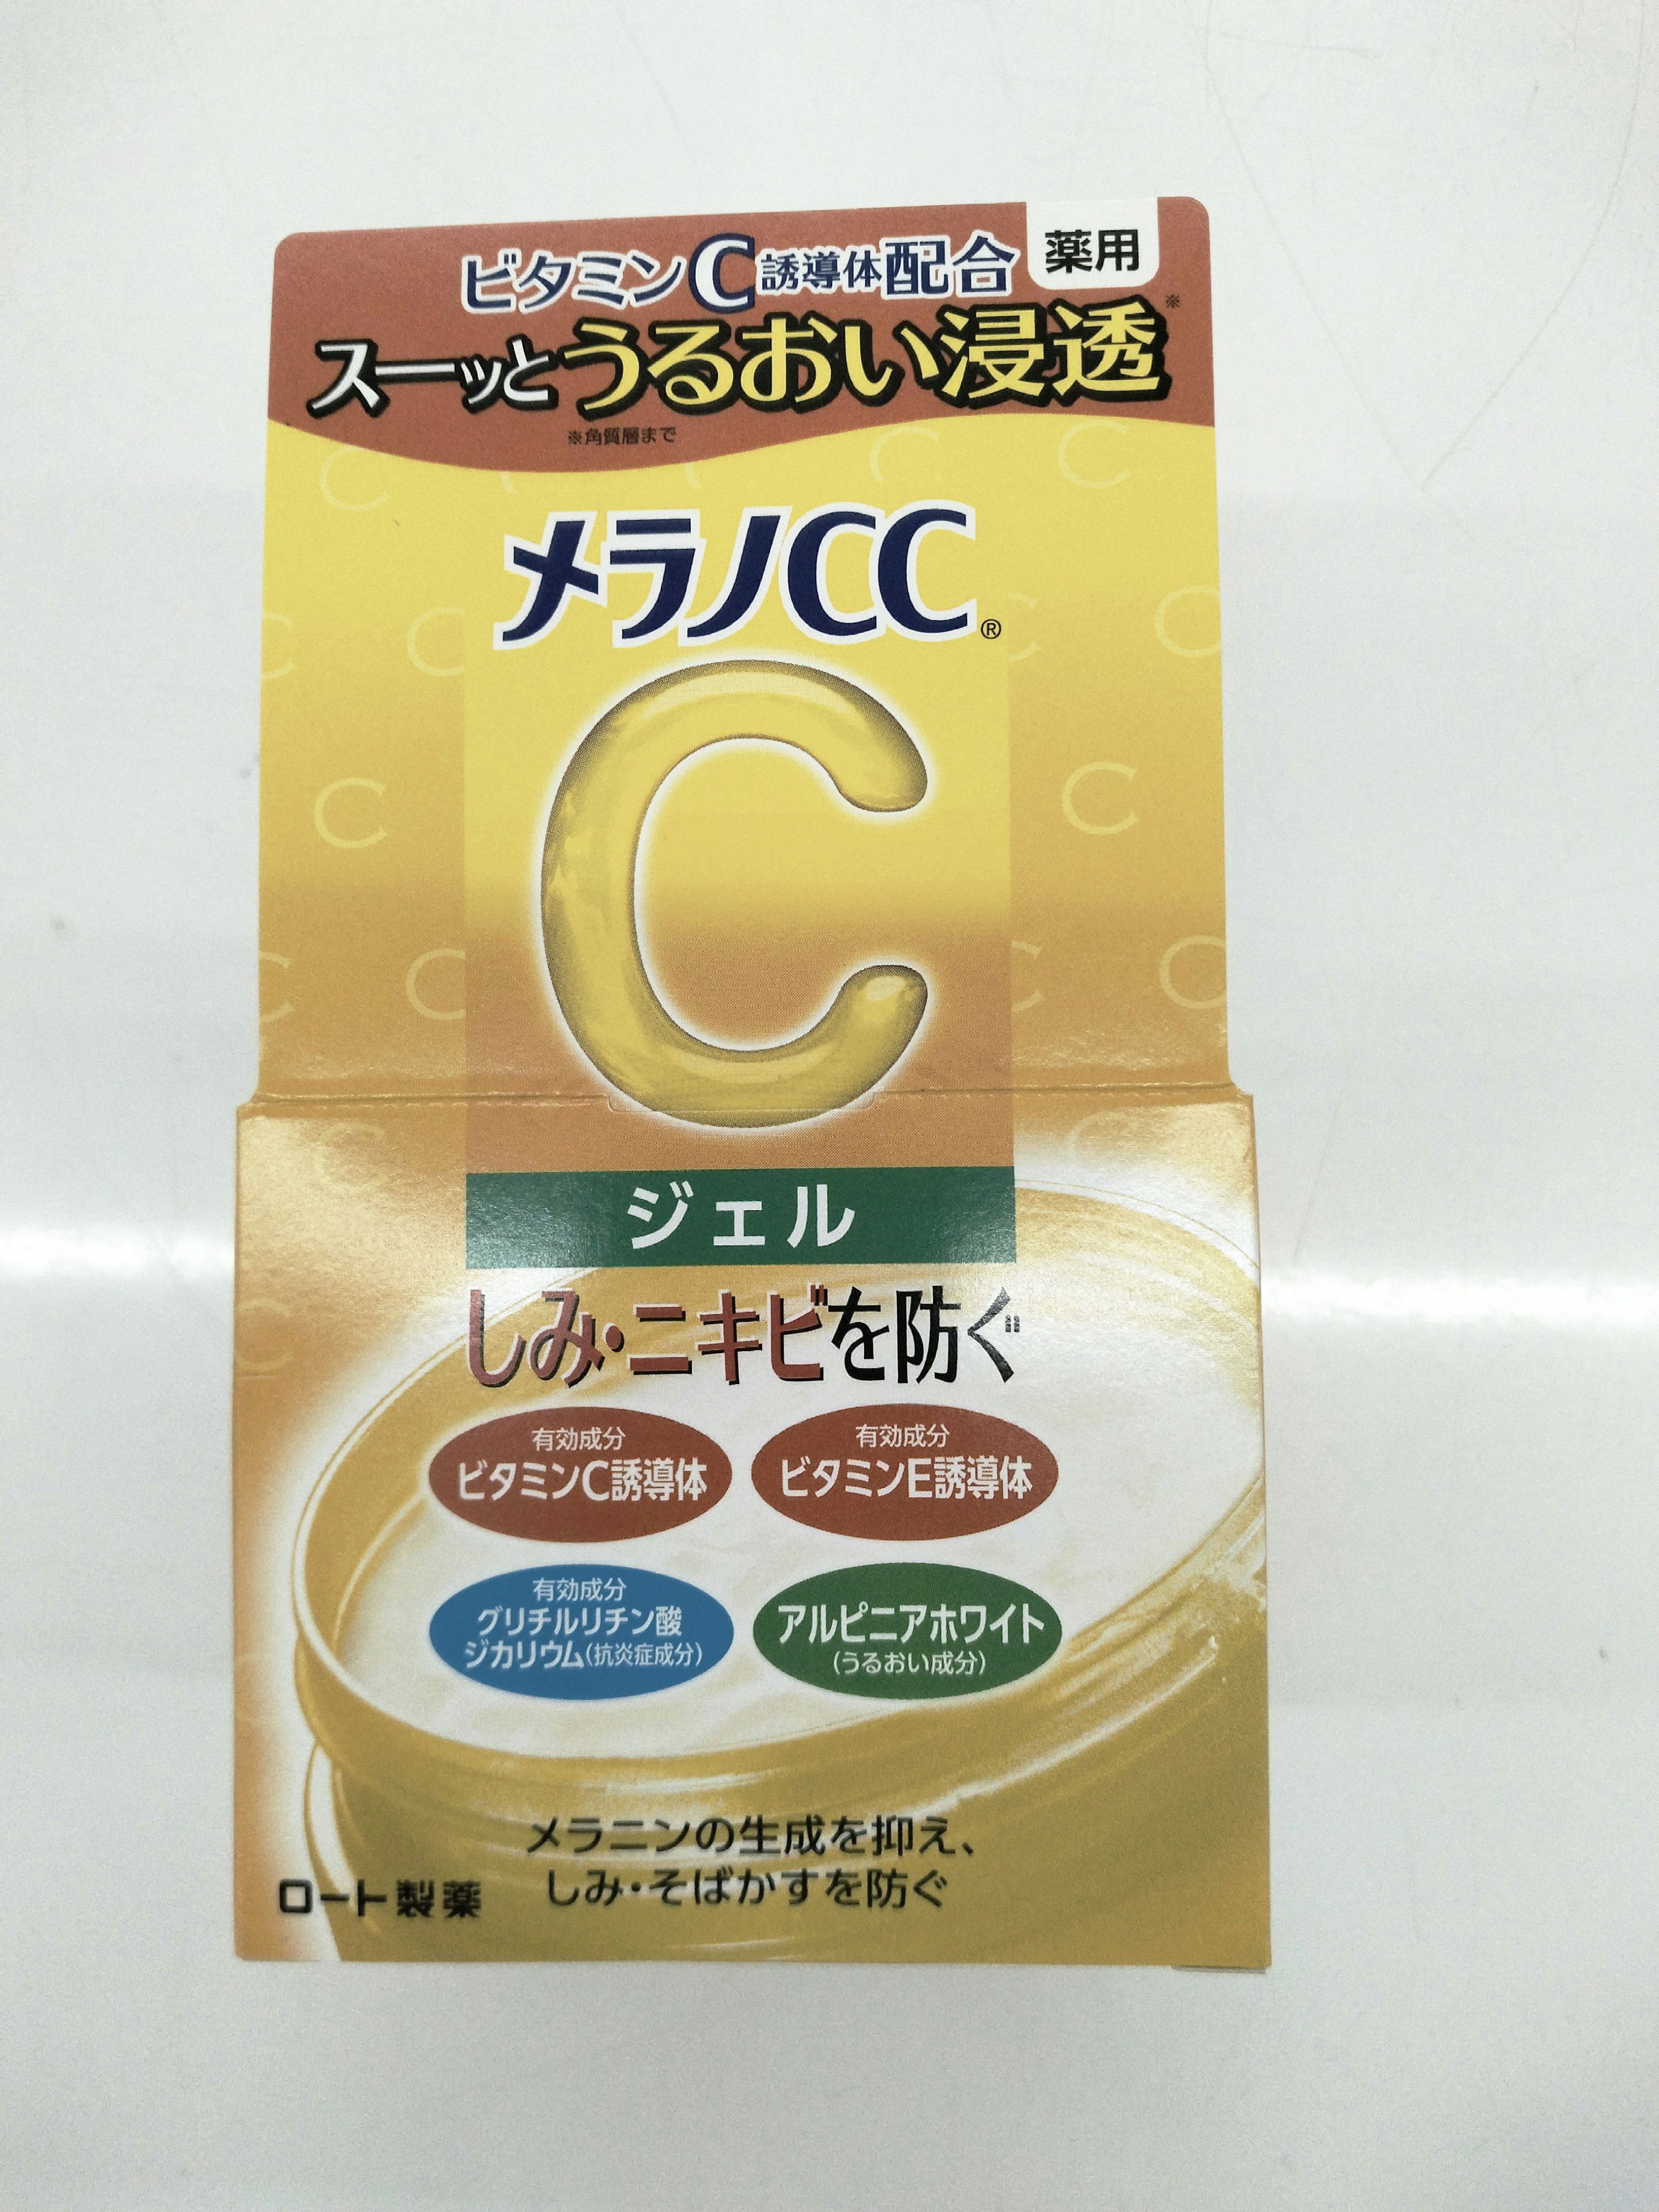 ビタミンC誘導体配合
薬用
スーッとうるおい浸透※
※角質層まで
メラノCC®
C
ジェル
しみ・ニキビを防ぐ
有効成分
ビタミンC誘導体
有効成分
ビタミンE誘導体
有効成分
グリチルリチン酸
ジカリウム(抗炎症成分)
アルピニアホワイト
(うるおい成分)
メラニンの生成を抑え、
しみ・そばかすを防ぐ
ロート製薬